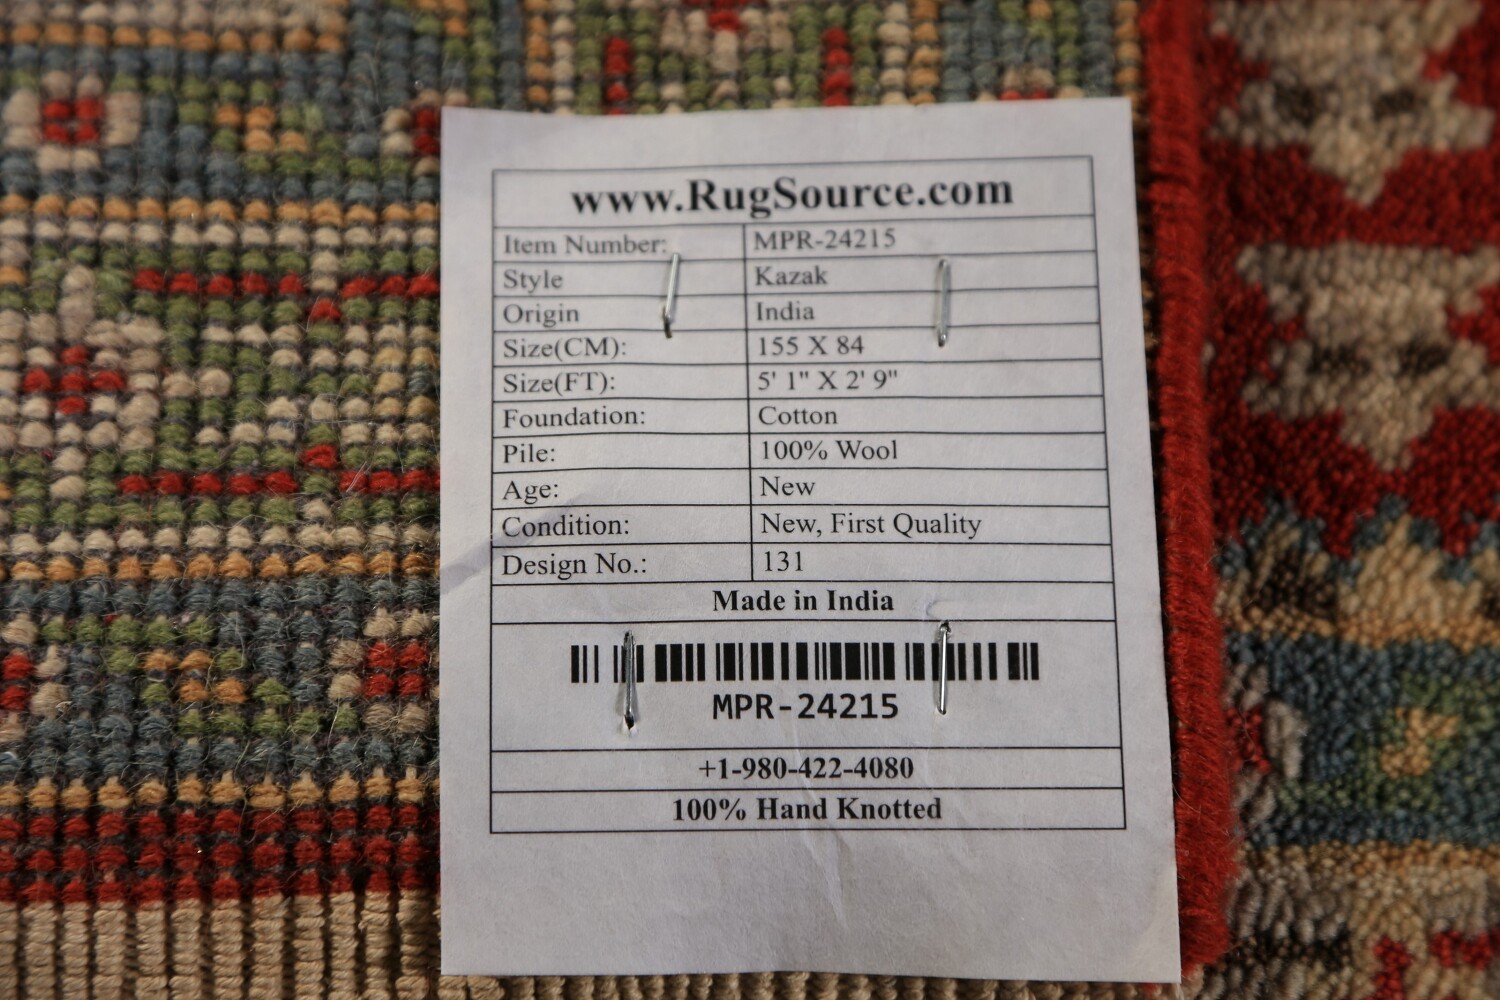 www.RugSource.com
Item Number: MPR-24215
Style Kazak
Origin India
Size(CM): 155 X 84
Size(FT): 5' 1" X 2' 9"
Foundation: Cotton
Pile: 100% Wool
Age: New
Condition: New, First Quality
Design No.: 131
Made in India
MPR-24215
+1-980-422-4080
100% Hand Knotted